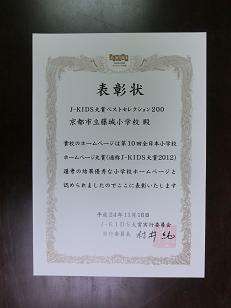 表彰状
J-KIDS大賞ベストセレクション200
京都市立藤城小学校 殿
貴校のホームページは第10回全日本小学校
ホームページ大賞(通称J-KIDS大賞2012)
選考の結果優秀な小学校ホームページと
認められましたのでここに表彰いたします
平成24年11月16日
J-KIDS大賞実行委員会
実行委員長